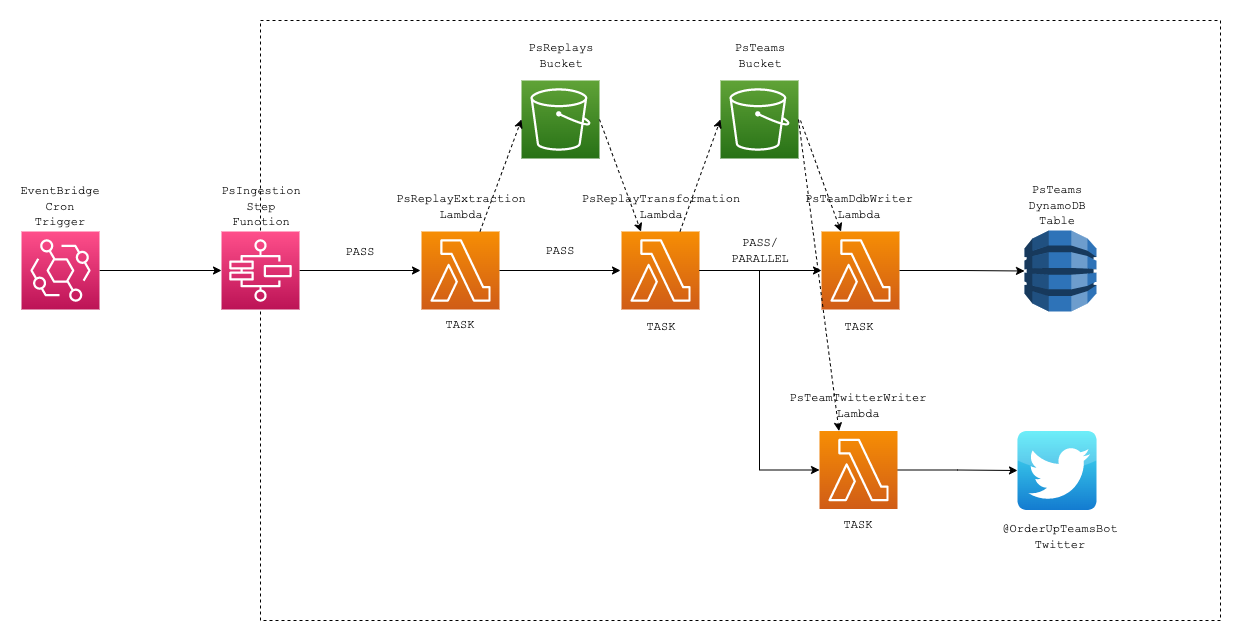 PsReplays
Bucket
PsTeams
Bucket
EventBridge
Cron
Trigger
PsIngestion
Step
Function
PsReplayExtraction
Lambda
PsReplayTransformation
Lambda
PsTeamDdbWriter
Lambda
PsTeams
DynamoDB
Table
PASS
PASS
PASS/
PARALLEL
TASK
TASK
TASK
PsTeamTwitterWriter
Lambda
TASK
@OrderUpTeamsBot
Twitter